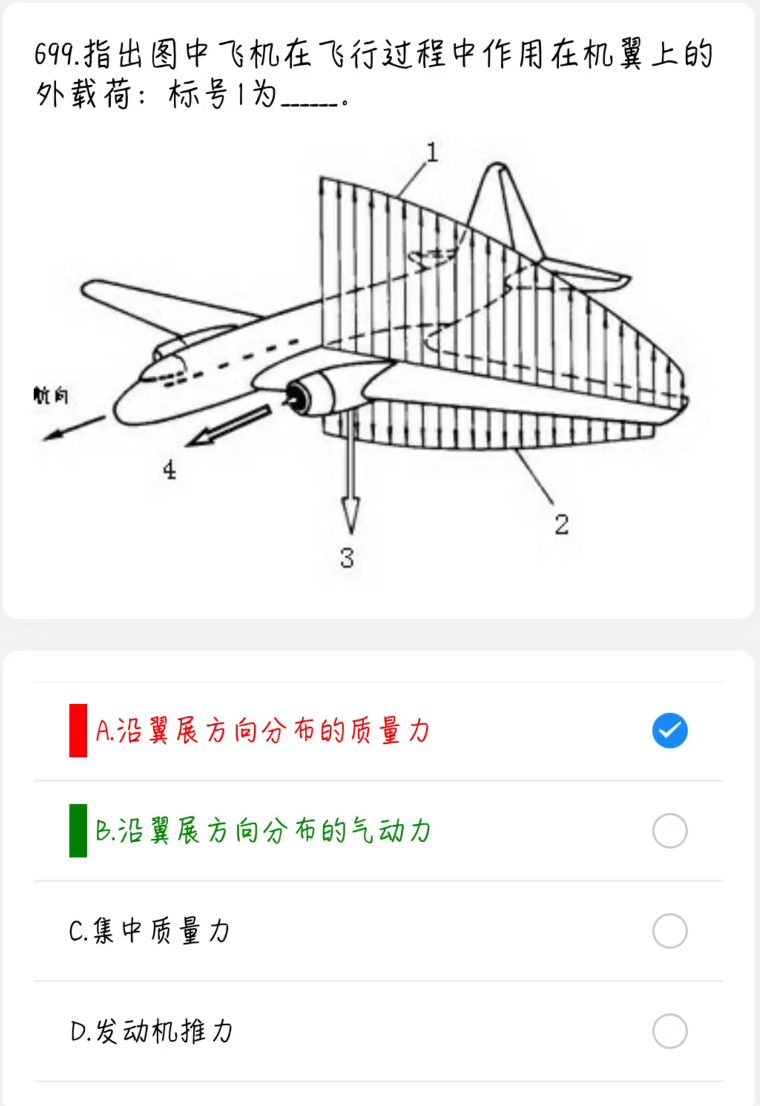 699.指出图中飞机在飞行过程中作用在机翼上的
外载荷：标号1为______。
1
航向
4
2
3
A.沿翼展方向分布的质量力
B.沿翼展方向分布的气动力
C.集中质量力
D.发动机推力